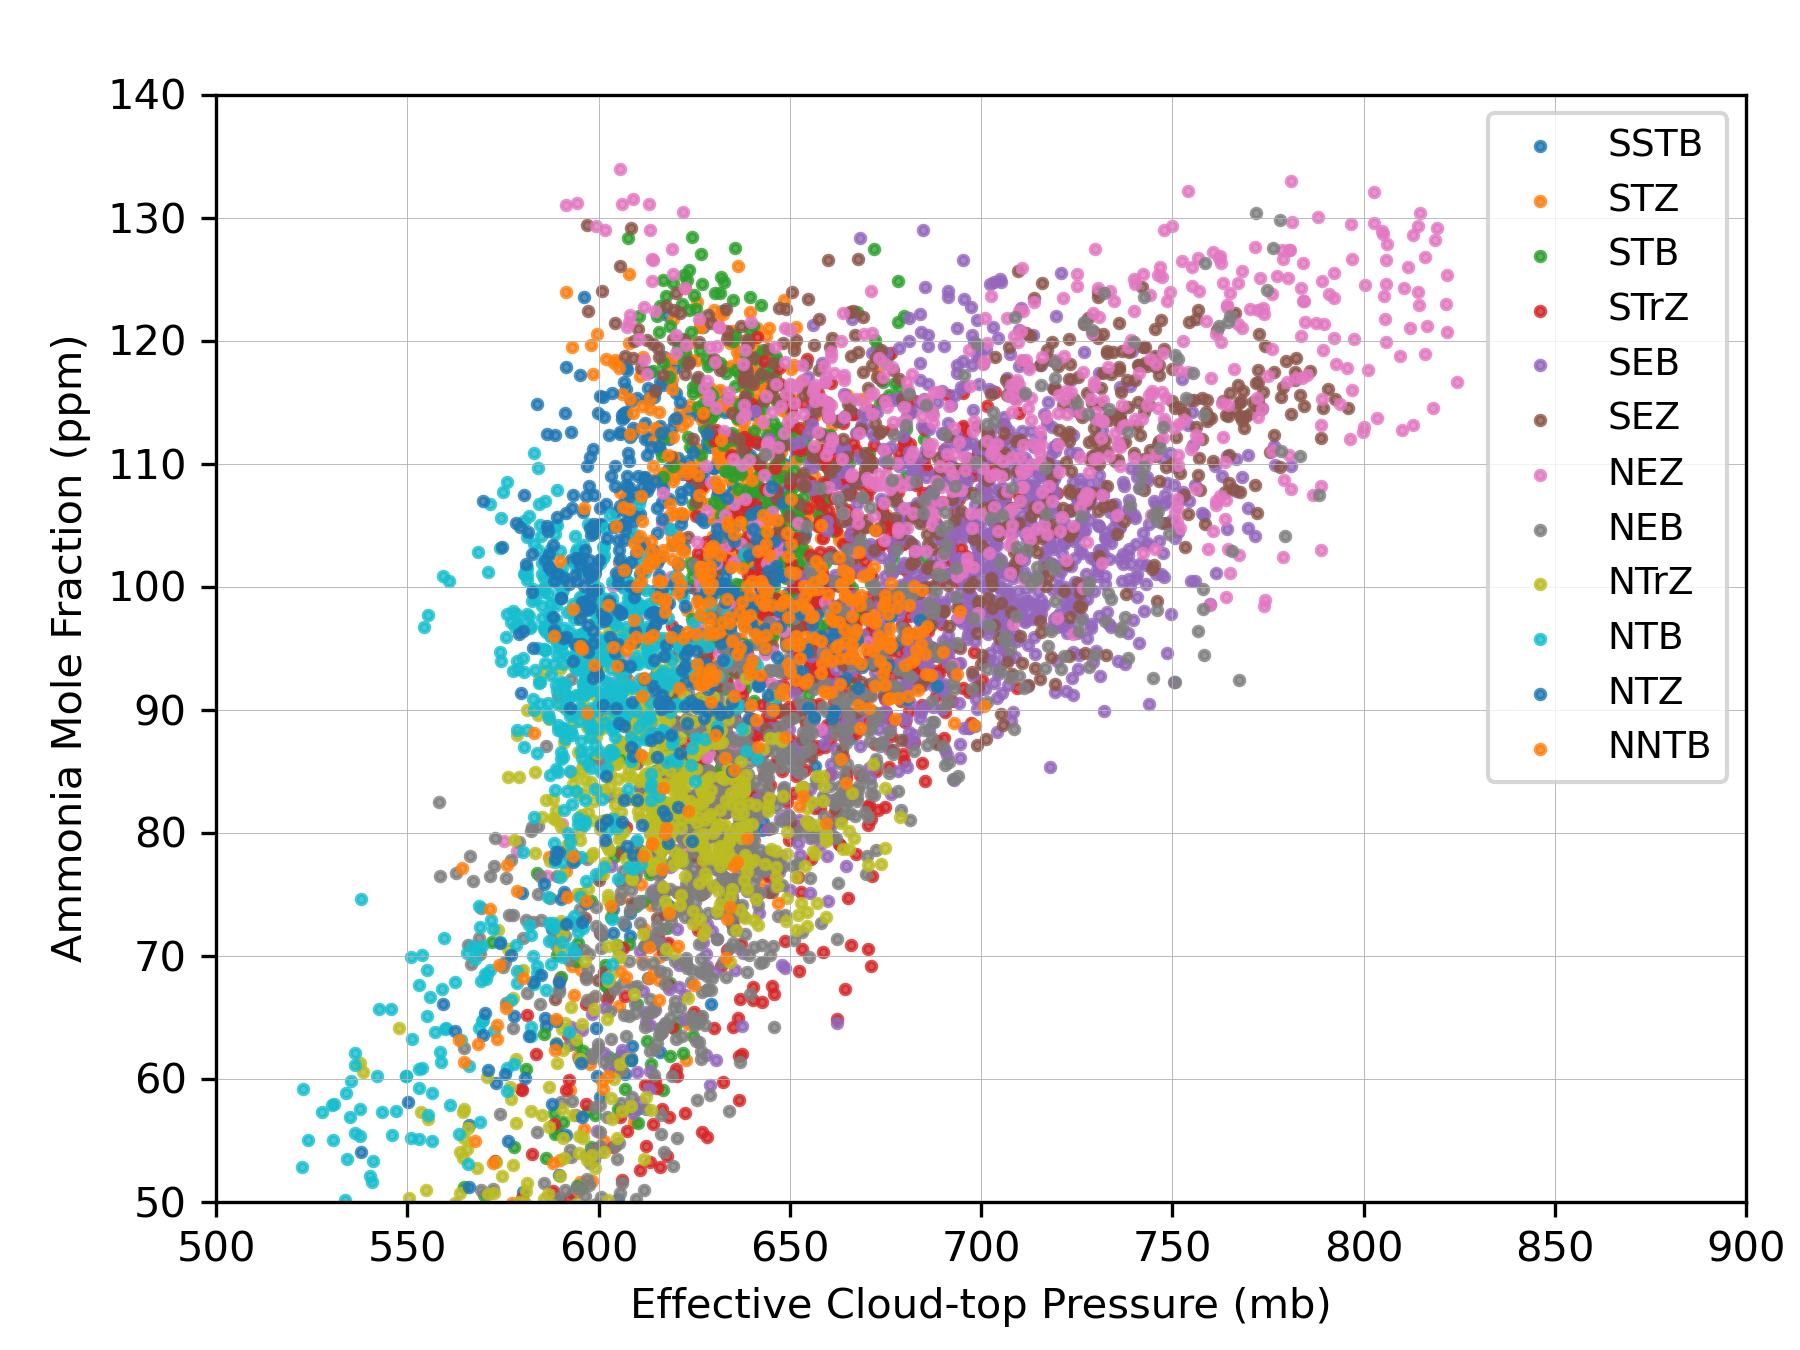 140
130
120
110
100
90
80
70
60
50
Ammonia Mole Fraction (ppm)
SSTB
STZ
STB
STrZ
SEB
SEZ
NEZ
NEB
NTrZ
NTB
NTZ
NNTB
500 550 600 650 700 750 800 850 900
Effective Cloud-top Pressure (mb)